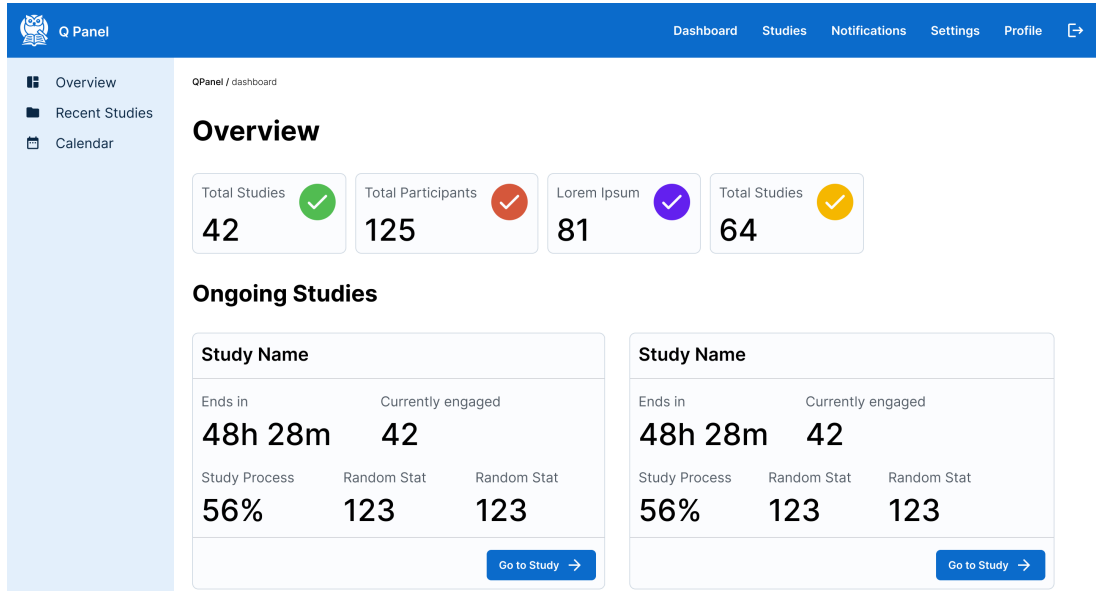 Q Panel
Dashboard Studies Notifications Settings Profile
Overview
Recent Studies
Calendar
QPanel / dashboard
Overview
Total Studies
42
Total Participants
125
Lorem Ipsum
81
Total Studies
64
Ongoing Studies
Study Name
Ends in Currently engaged
48h 28m 42
Study Process Random Stat Random Stat
56% 123 123
Go to Study
Study Name
Ends in Currently engaged
48h 28m 42
Study Process Random Stat Random Stat
56% 123 123
Go to Study